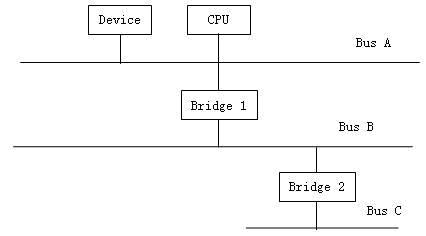 Device
CPU
Bus A
Bridge 1
Bus B
Bridge 2
Bus C